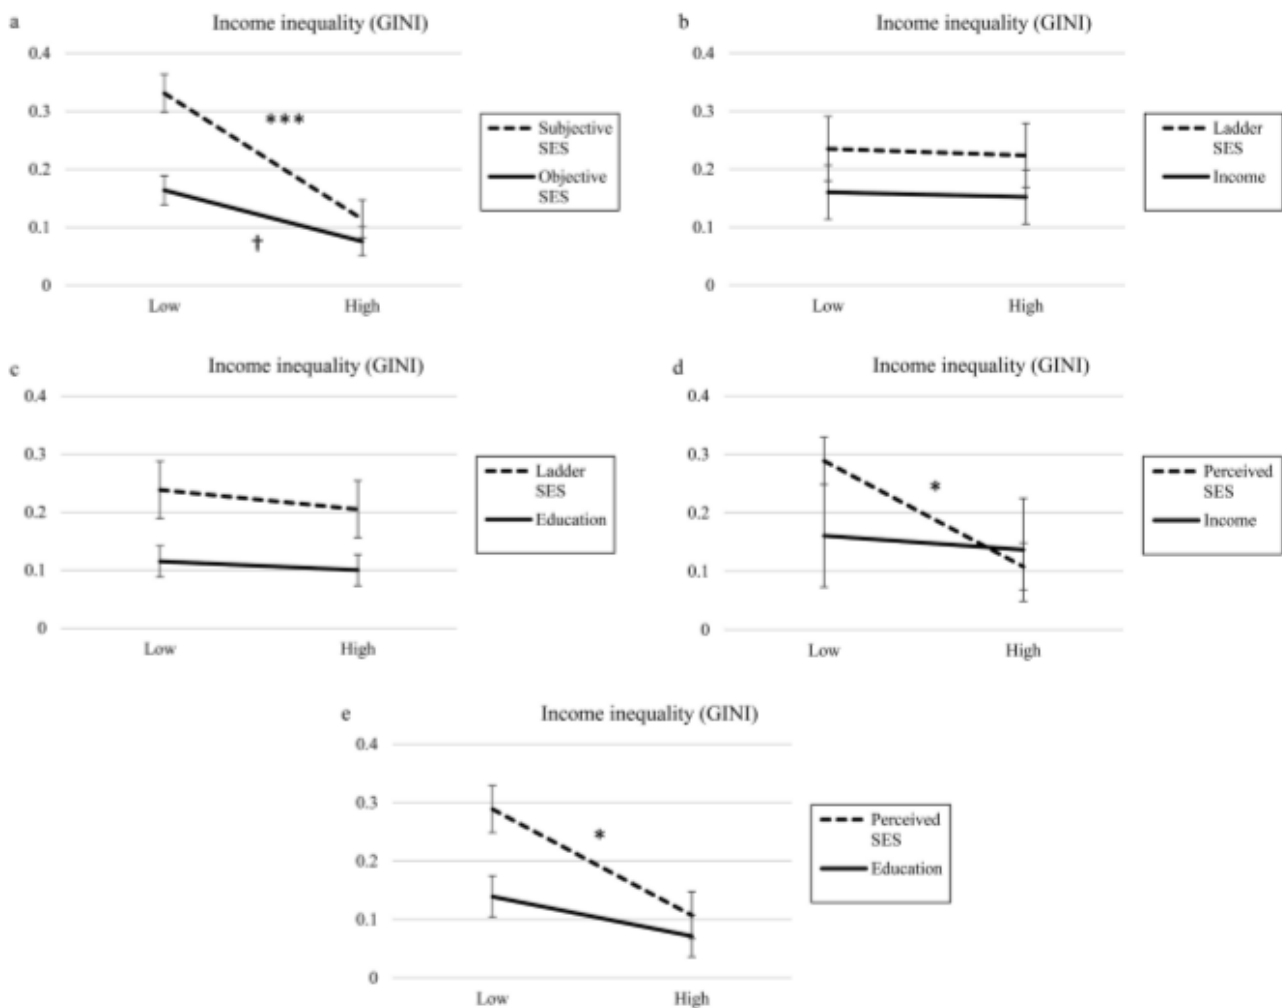 a
Income inequality (GINI)
0.4
0.3
0.2
0.1
0
***
†
Low
High
Subjective
SES
Objective
SES
b
Income inequality (GINI)
0.4
0.3
0.2
0.1
0
Low
High
Ladder
SES
Income
c
Income inequality (GINI)
0.4
0.3
0.2
0.1
0
Low
High
Ladder
SES
Education
d
Income inequality (GINI)
0.4
0.3
0.2
0.1
0
*
Low
High
Perceived
SES
Income
e
Income inequality (GINI)
0.4
0.3
0.2
0.1
0
*
Low
High
Perceived
SES
Education